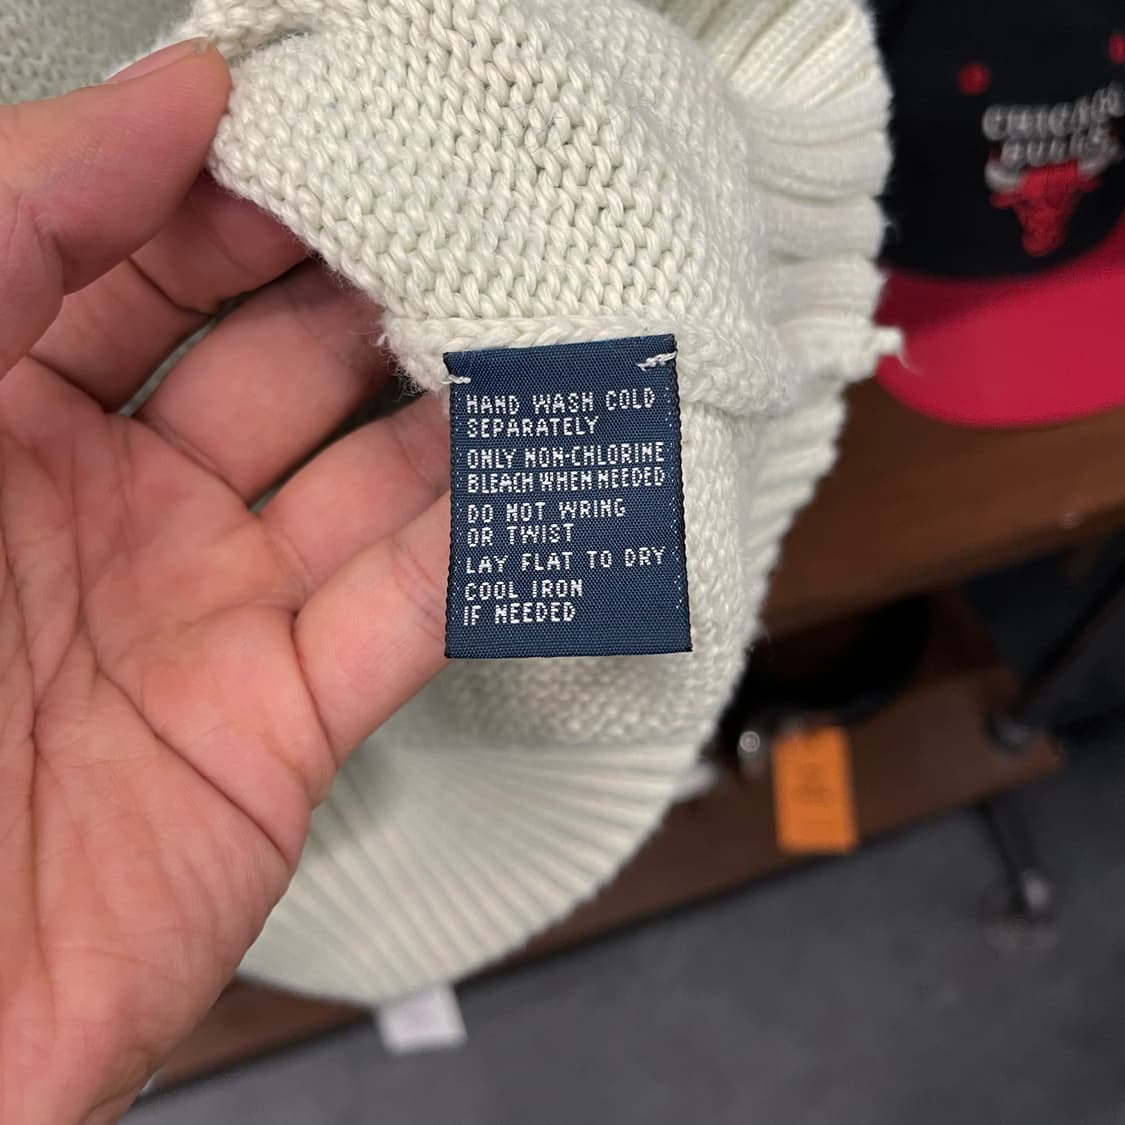 HAND WASH COLD
SEPARATELY
ONLY NON-CHLORINE
BLEACH WHEN NEEDED
DO NOT WRING
OR TWIST
LAY FLAT TO DRY
COOL IRON
IF NEEDED
CHICAGO
BULLS